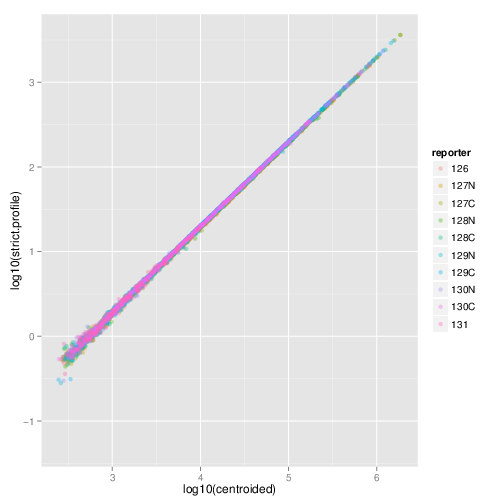 3
2
1
0
−1
log10(strid.profile)
3
4
5
6
log10(centroided)
reporter
126
127N
127C
128N
128C
129N
129C
130N
130C
131